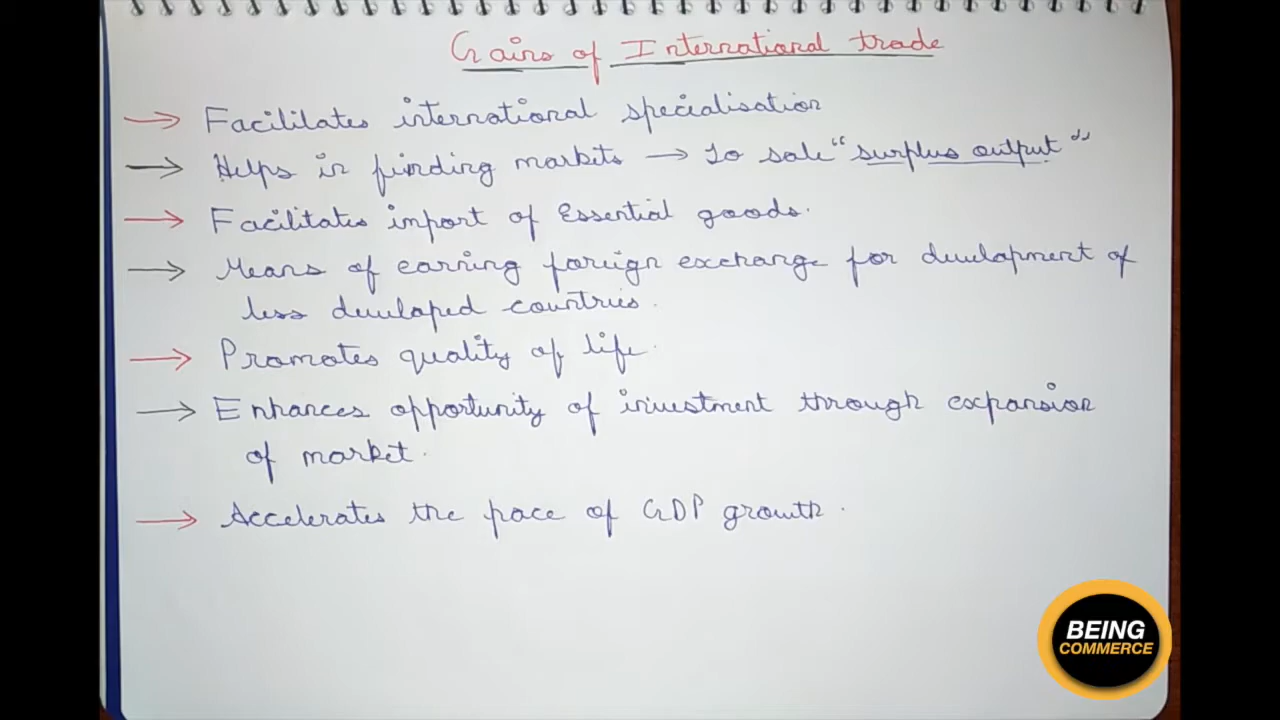 Gains of International trade
→ Facililates international specialisation
→ Helps in finding markets → To sale "surplus output"
→ Facilitates import of Essential goods.
→ Means of earning foreign exchange for development of
less developed countries.
→ Promotes quality of life.
→ Enhances opportunity of investment through expansion
of market.
→ Accelerates the pace of GDP growth.
BEING
COMMERCE